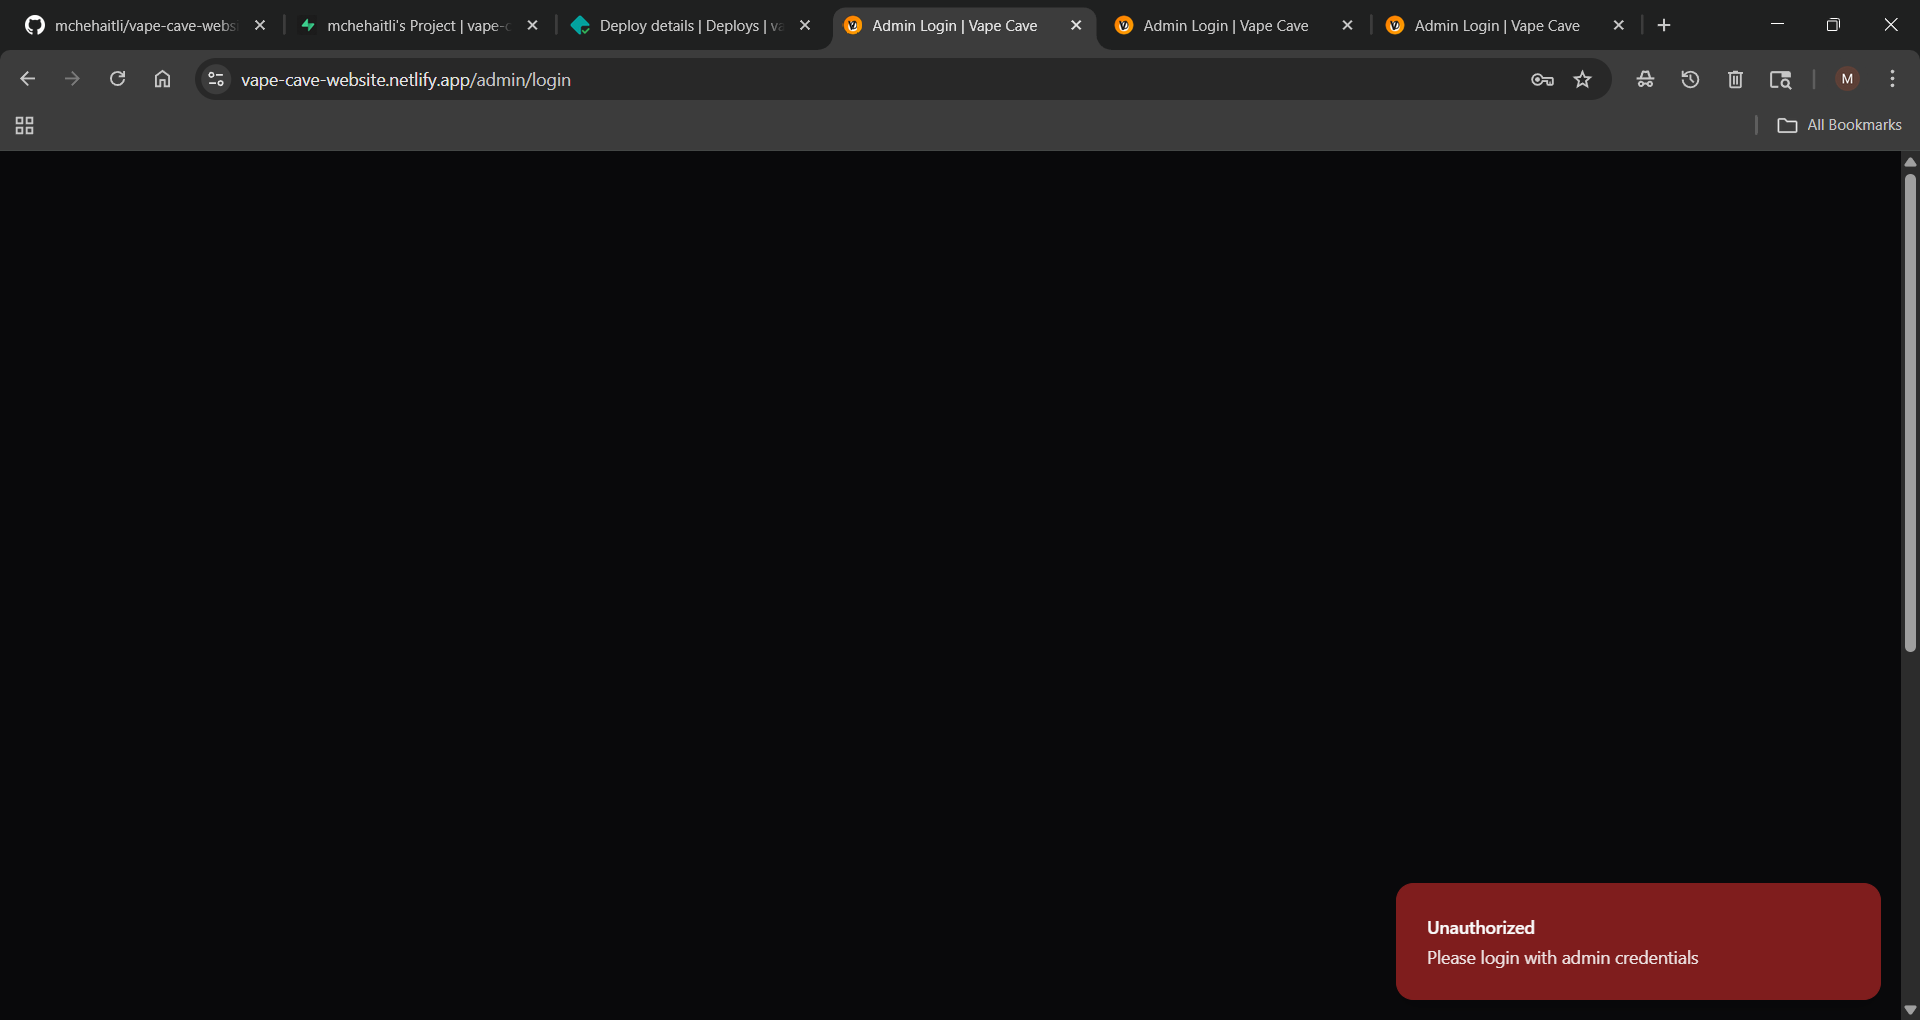 mchehaitli/vape-cave-webs
mchehaitli's Project | vape-c
Deploy details | Deploys | va
Admin Login | Vape Cave
Admin Login | Vape Cave
Admin Login | Vape Cave
vape-cave-website.netlify.app/admin/login
M
All Bookmarks
Unauthorized
Please login with admin credentials